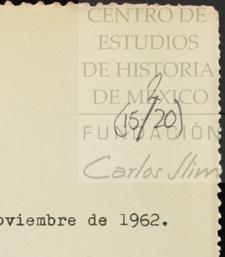 CENTRO DE
ESTUDIOS
DE HISTORIA
DE MÉXICO
(15/20)
FUNDACIÓN
Carlos Slim
oviembre de 1962.